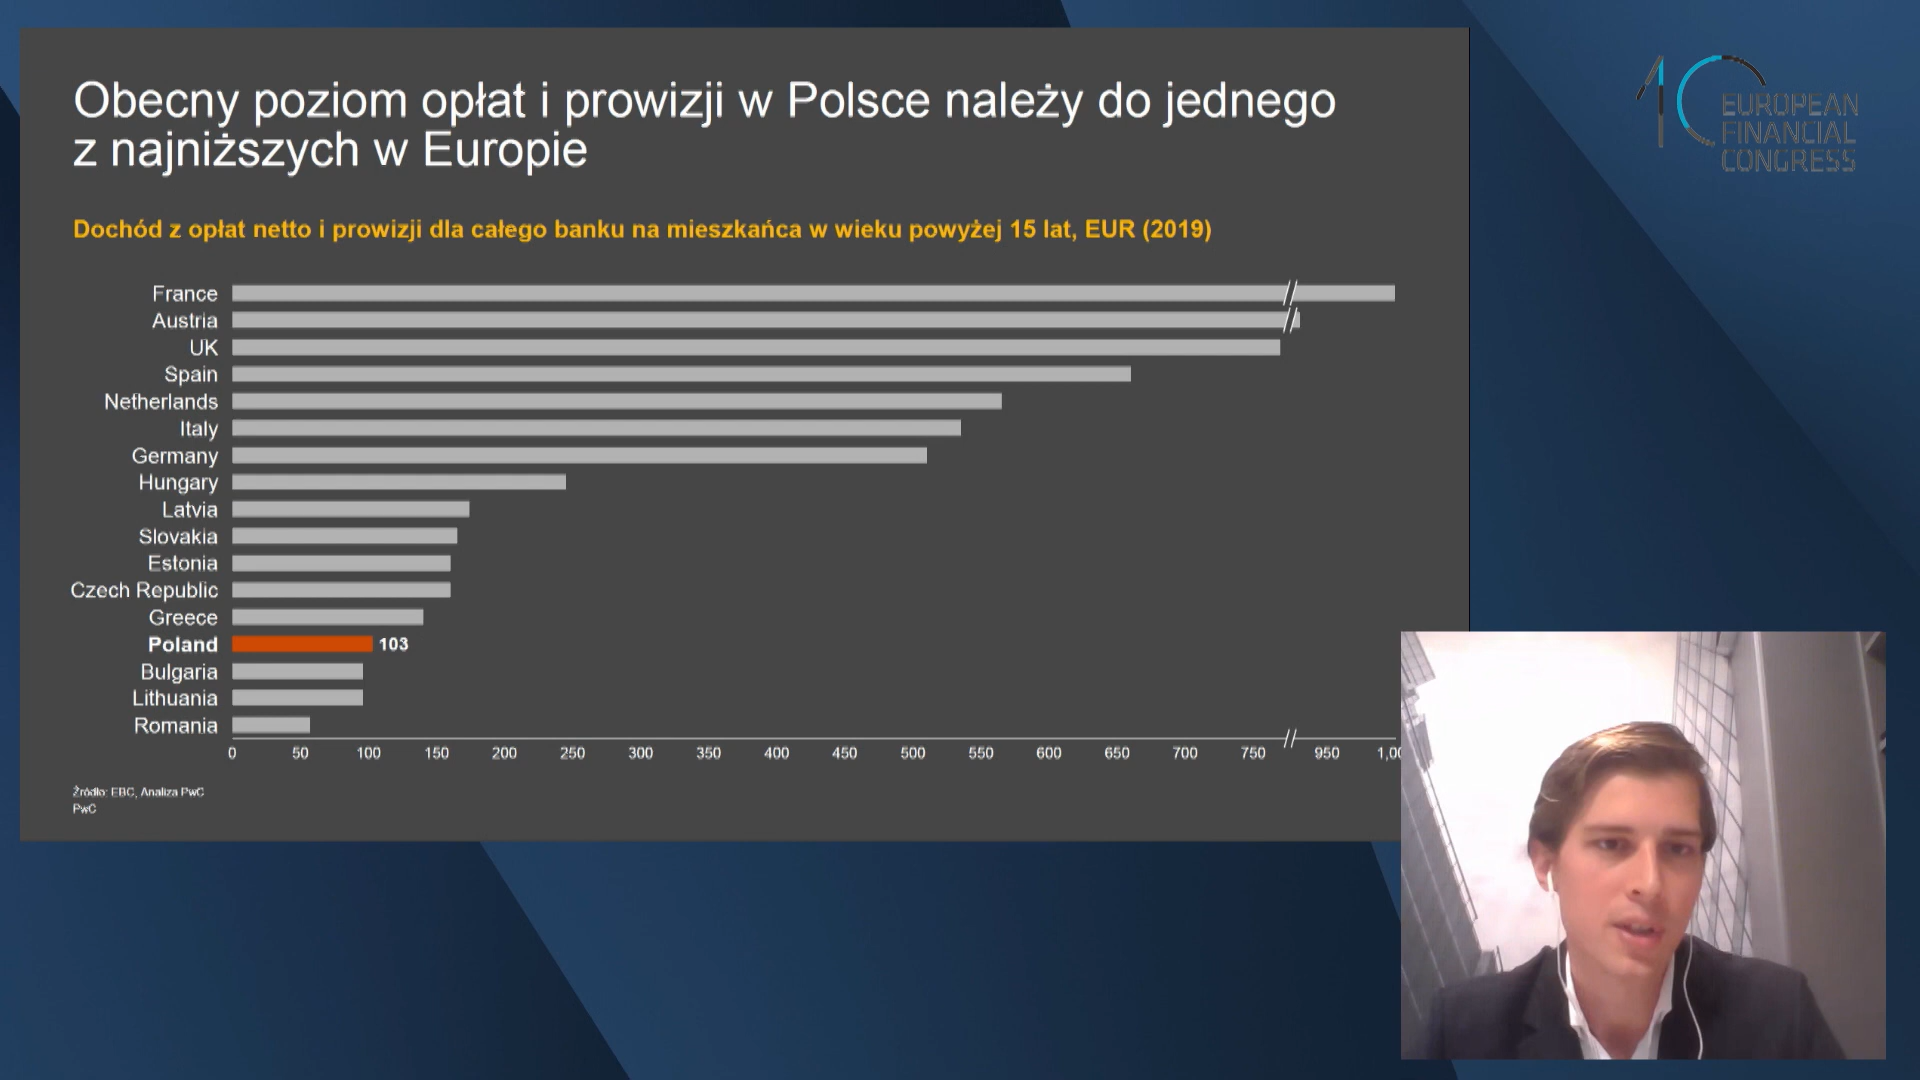 Obecny poziom opłat i prowizji w Polsce należy do jednego
z najniższych w Europie
Dochód z opłat netto i prowizji dla całego banku na mieszkańca w wieku powyżej 15 lat, EUR (2019)
France
Austria
UK
Spain
Netherlands
Italy
Germany
Hungary
Latvia
Slovakia
Estonia
Czech Republic
Greece
Poland 103
Bulgaria
Lithuania
Romania
0 50 100 150 200 250 300 350 400 450 500 550 600 650 700 750 950 1,00
Źródło: EBC, Analiza PwC
PwC
10 EUROPEAN
FINANCIAL
CONGRESS